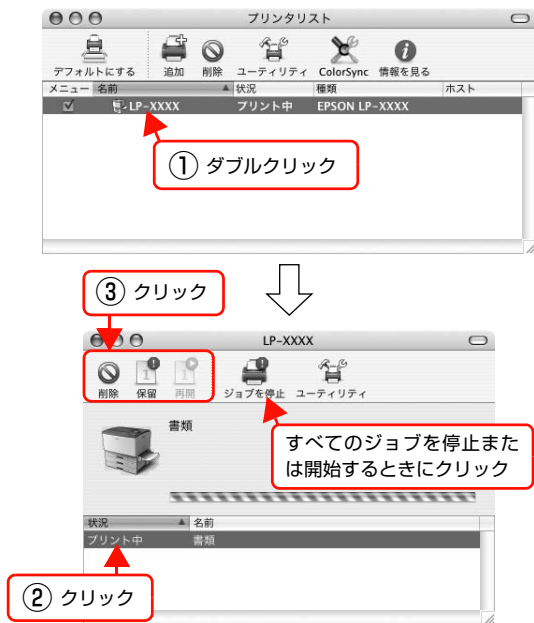 プリンタリスト
デフォルトにする 追加 削除 ユーティリティ ColorSync 情報を見る
メニュー 名前 状況 種類 ホスト
LP-XXXX プリント中 EPSON LP-XXXX
① ダブルクリック
③ クリック
LP-XXXX
削除 保留 再開 ジョブを停止 ユーティリティ
書類
すべてのジョブを停止また
は開始するときにクリック
状況 名前
プリント中 書類
② クリック